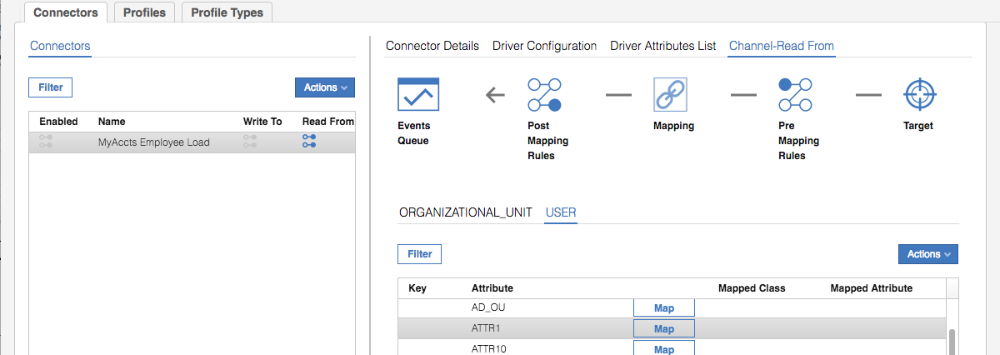 Connectors
Profiles
Profile Types
Connectors
Filter
Actions
Enabled Name Write To Read From
MyAccts Employee Load
Connector Details Driver Configuration Driver Attributes List Channel-Read From
Events
Queue
Post
Mapping
Rules
Mapping
Pre
Mapping
Rules
Target
ORGANIZATIONAL_UNIT USER
Filter
Actions
Key Attribute Mapped Class Mapped Attribute
AD_OU Map
ATTR1 Map
ATTR10 Map